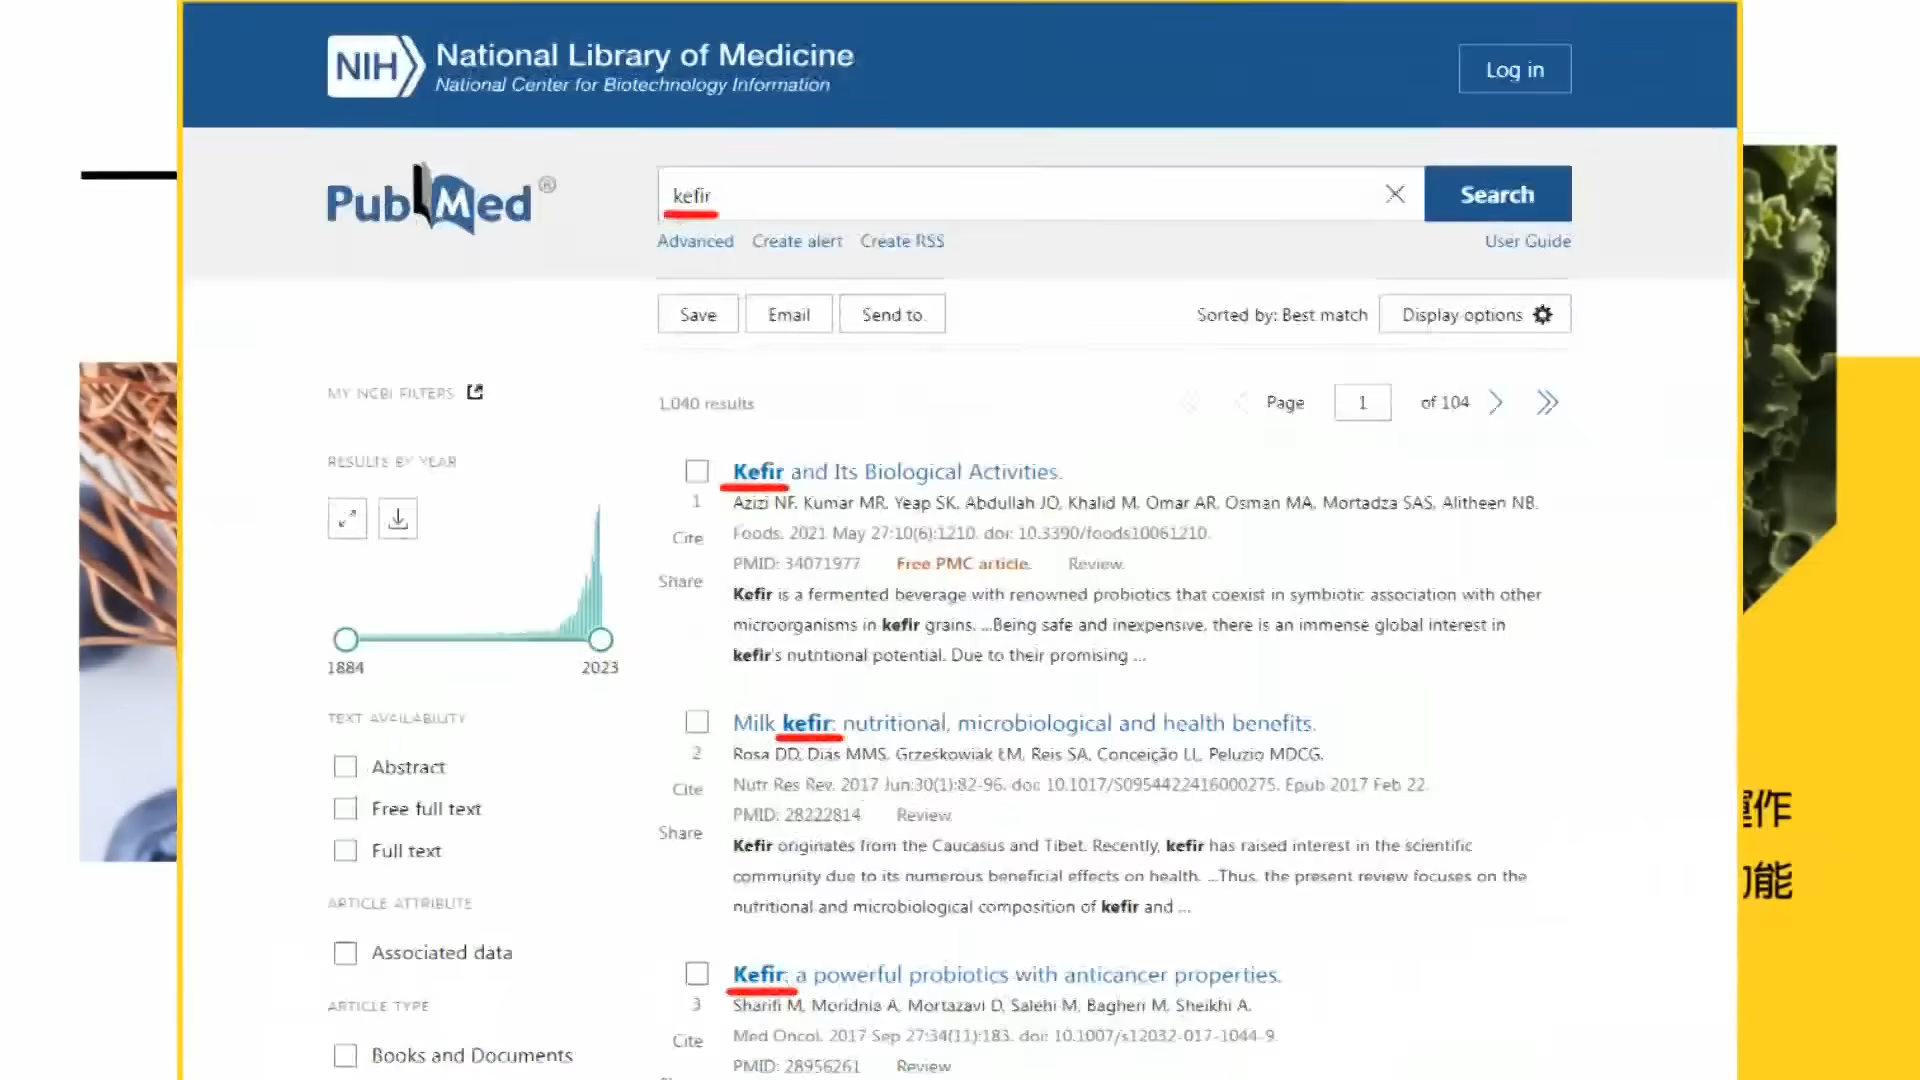 NIH National Library of Medicine
National Center for Biotechnology Information
Log in
PubMed®
kefir
Search
Advanced Create alert Create RSS
User Guide
Save Email Send to
Sorted by: Best match Display options
MY NCBI FILTERS
1,040 results
Page 1 of 104
RESULTS BY YEAR
1884 2023
TEXT AVAILABILITY
Abstract
Free full text
Full text
ARTICLE ATTRIBUTE
Associated data
ARTICLE TYPE
Books and Documents
Kefir and Its Biological Activities.
1
Azizi NF, Kumar MR, Yeap SK, Abdullah JO, Khalid M, Omar AR, Osman MA, Mortadza SAS, Alitheen NB.
Cite
Foods. 2021 May 27;10(6):1210. doi: 10.3390/foods10061210.
PMID: 34071977 Free PMC article. Review.
Share
Kefir is a fermented beverage with renowned probiotics that coexist in symbiotic association with other
microorganisms in kefir grains. ...Being safe and inexpensive, there is an immense global interest in
kefir's nutritional potential. Due to their promising ...
Milk kefir: nutritional, microbiological and health benefits.
2
Rosa DD, Dias MMS, Grześkowiak ŁM, Reis SA, Conceição LL, Peluzio MDCG.
Cite
Nutr Res Rev. 2017 Jun;30(1):82-96. doi: 10.1017/S0954422416000275. Epub 2017 Feb 22.
PMID: 28222814 Review.
Share
Kefir originates from the Caucasus and Tibet. Recently, kefir has raised interest in the scientific
community due to its numerous beneficial effects on health. ...Thus, the present review focuses on the
nutritional and microbiological composition of kefir and ...
Kefir: a powerful probiotics with anticancer properties.
3
Sharifi M, Moridnia A, Mortazavi D, Salehi M, Bagheri M, Sheikhi A.
Cite
Med Oncol. 2017 Sep 27;34(11):183. doi: 10.1007/s12032-017-1044-9.
PMID: 28956261 Review.
作
能